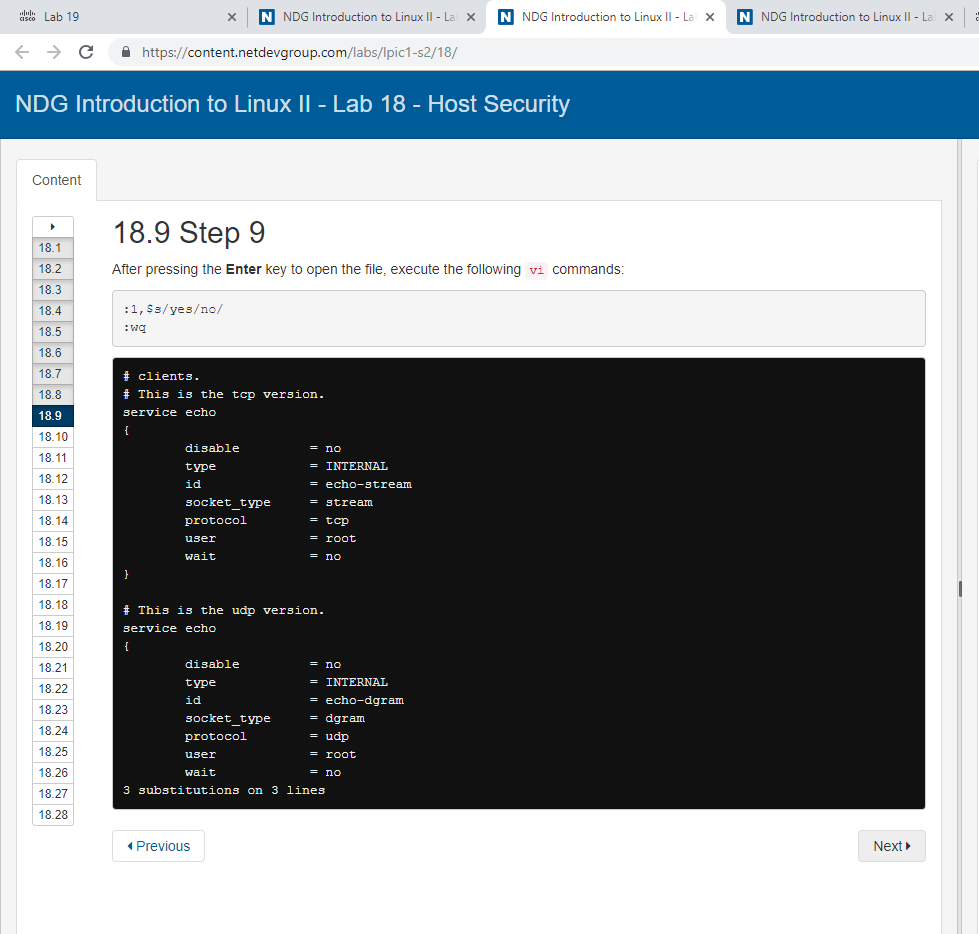 Lab 19
NDG Introduction to Linux II - La
NDG Introduction to Linux II - La
NDG Introduction to Linux II - La
https://content.netdevgroup.com/labs/lpic1-s2/18/
NDG Introduction to Linux II - Lab 18 - Host Security
Content
18.1
18.2
18.3
18.4
18.5
18.6
18.7
18.8
18.9
18.10
18.11
18.12
18.13
18.14
18.15
18.16
18.17
18.18
18.19
18.20
18.21
18.22
18.23
18.24
18.25
18.26
18.27
18.28
18.9 Step 9
After pressing the Enter key to open the file, execute the following vi commands:
:1,$s/yes/no/
:wq
# clients.
# This is the tcp version.
service echo
{
disable = no
type = INTERNAL
id = echo-stream
socket_type = stream
protocol = tcp
user = root
wait = no
}
# This is the udp version.
service echo
{
disable = no
type = INTERNAL
id = echo-dgram
socket_type = dgram
protocol = udp
user = root
wait = no
3 substitutions on 3 lines
Previous
Next